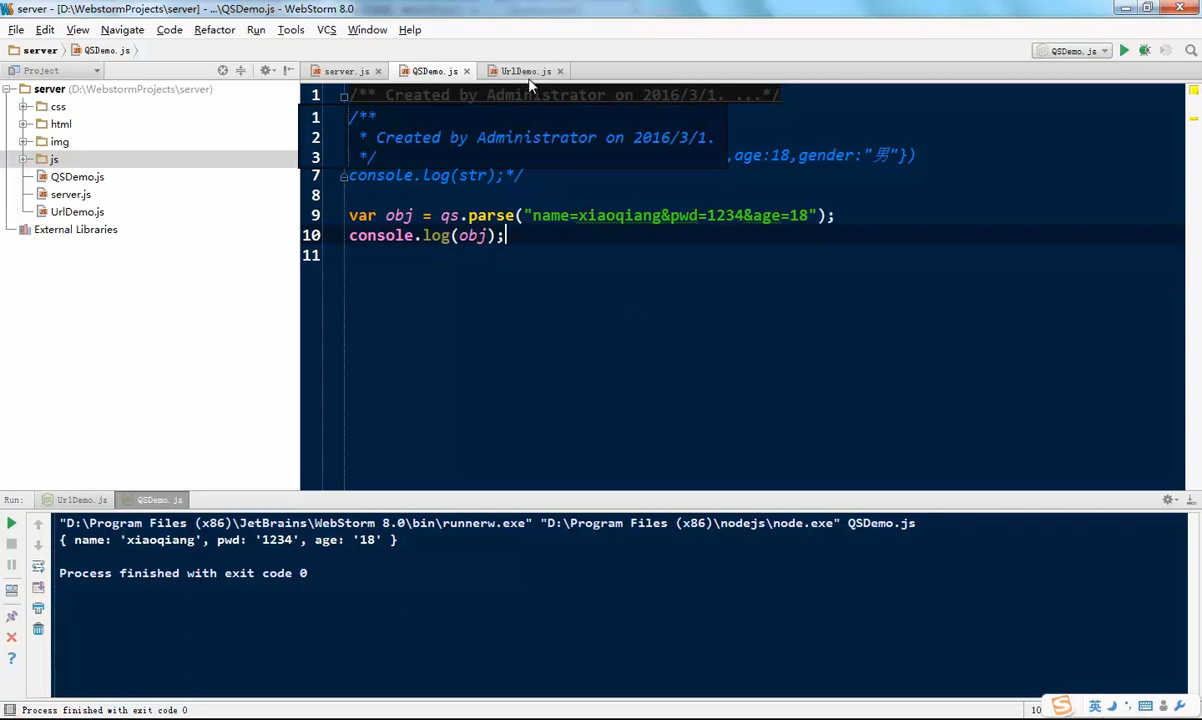 server - [D:\WebstormProjects\server] - ...\QSDemo.js - WebStorm 8.0
File Edit View Navigate Code Refactor Run Tools VCS Window Help
server QSDemo.js
QSDemo.js
Project
server.js QSDemo.js UrlDemo.js
server (D:\WebstormProjects\server)
css
html
img
js
QSDemo.js
server.js
UrlDemo.js
External Libraries
1 /** Created by Administrator on 2016/3/1. ...*/
1 /**
2 * Created by Administrator on 2016/3/1.
3 */ ,age:18,gender:"男"})
7 console.log(str);*/
8
9 var obj = qs.parse("name=xiaoqiang&pwd=1234&age=18");
10 console.log(obj);
11
Run: UrlDemo.js QSDemo.js
"D:\Program Files (x86)\JetBrains\WebStorm 8.0\bin\runnerw.exe" "D:\Program Files (x86)\nodejs\node.exe" QSDemo.js
{ name: 'xiaoqiang', pwd: '1234', age: '18' }
Process finished with exit code 0
Process finished with exit code 0
10
英